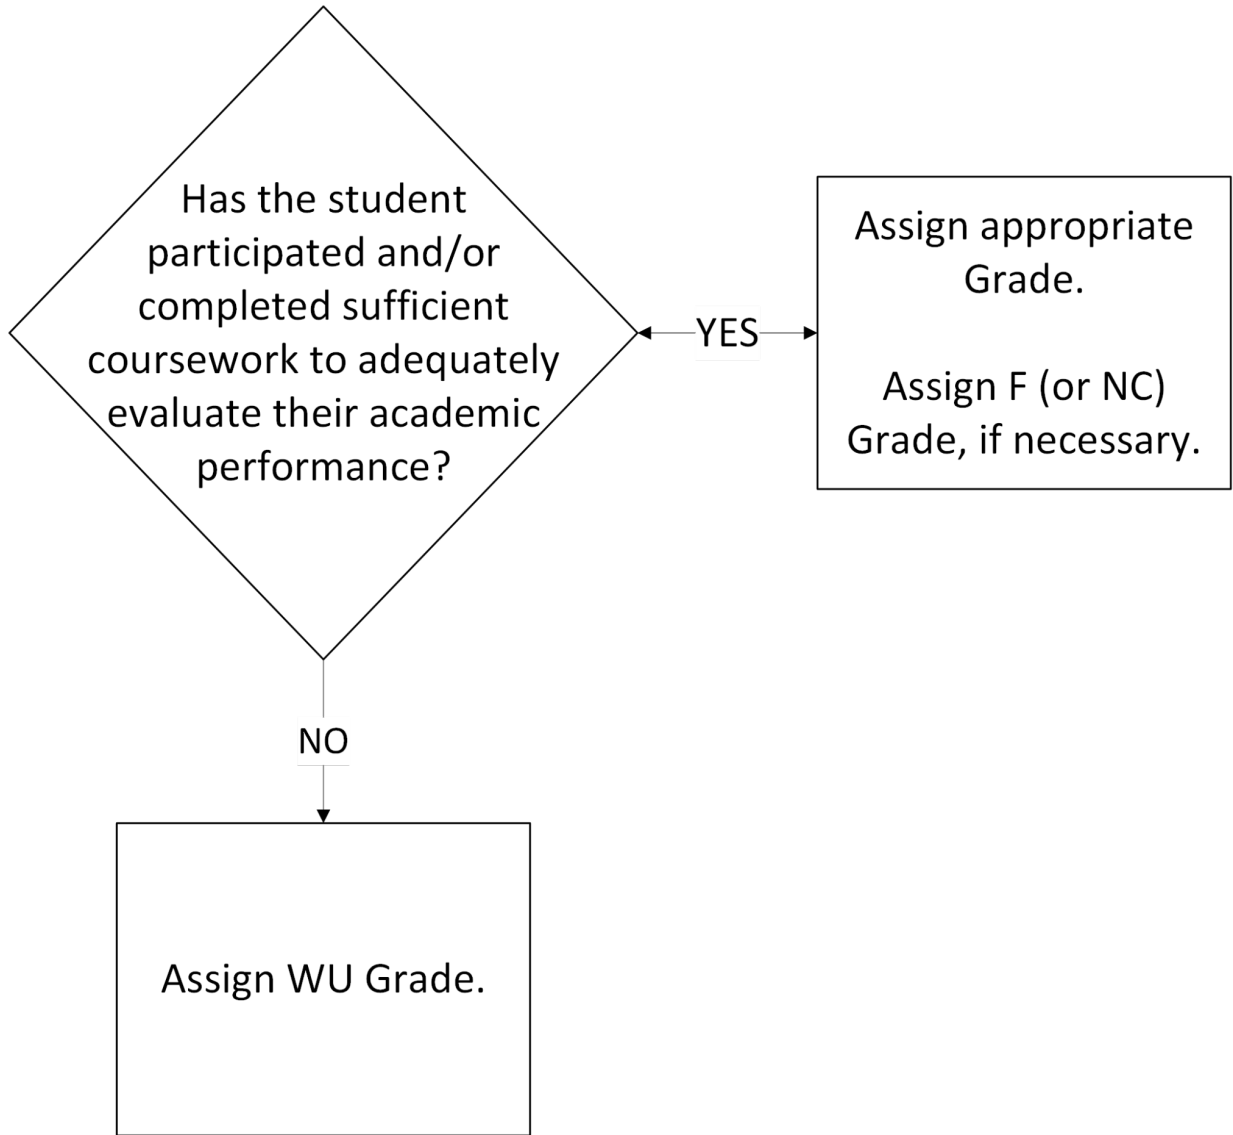 Has the student
participated and/or
completed sufficient
coursework to adequately
evaluate their academic
performance?
YES
Assign appropriate
Grade.
Assign F (or NC)
Grade, if necessary.
NO
Assign WU Grade.